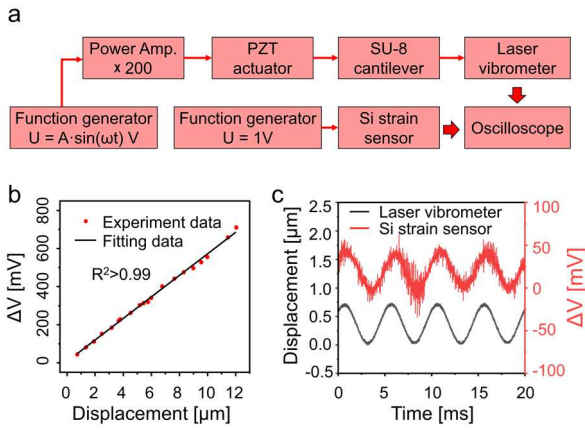 a
Power Amp.
× 200
PZT
actuator
SU-8
cantilever
Laser
vibrometer
Function generator
U = A·sin(ωt) V
Function generator
U = 1V
Si strain
sensor
Oscilloscope
b
800
600
400
200
0
ΔV [mV]
Experiment data
Fitting data
R²>0.99
0 2 4 6 8 10 12
Displacement [μm]
c
2.5
2.0
1.5
1.0
0.5
0.0
-0.5
Displacement [μm]
Laser vibrometer
Si strain sensor
100
50
0
-50
-100
ΔV [mV]
0 5 10 15 20
Time [ms]